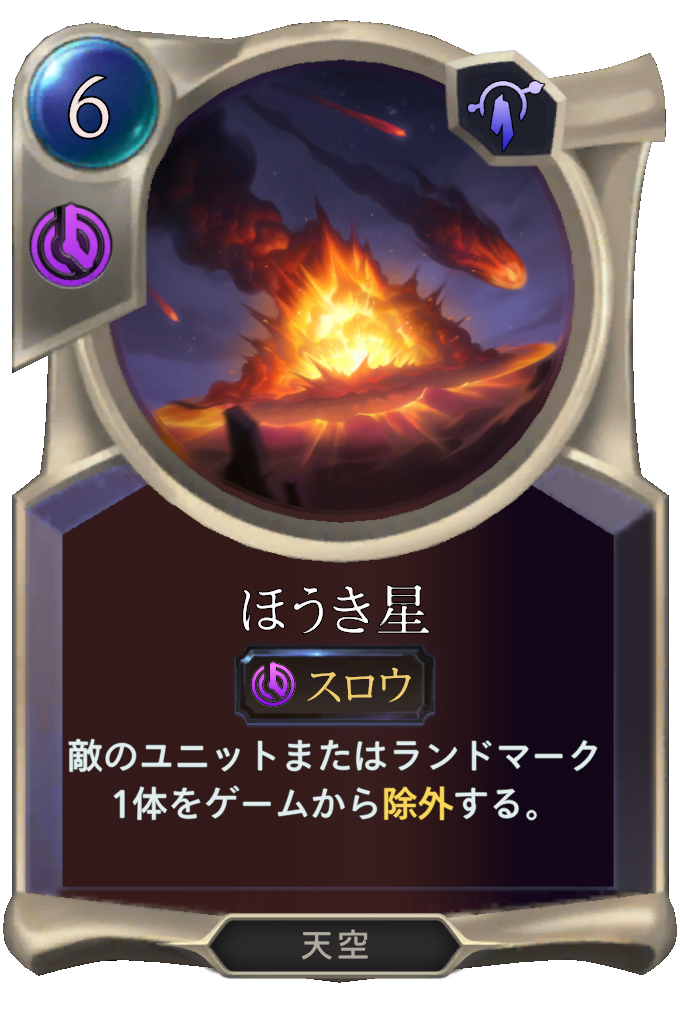 6
ほうき星
スロウ
敵のユニットまたはランドマーク
1体をゲームから除外する。
天空